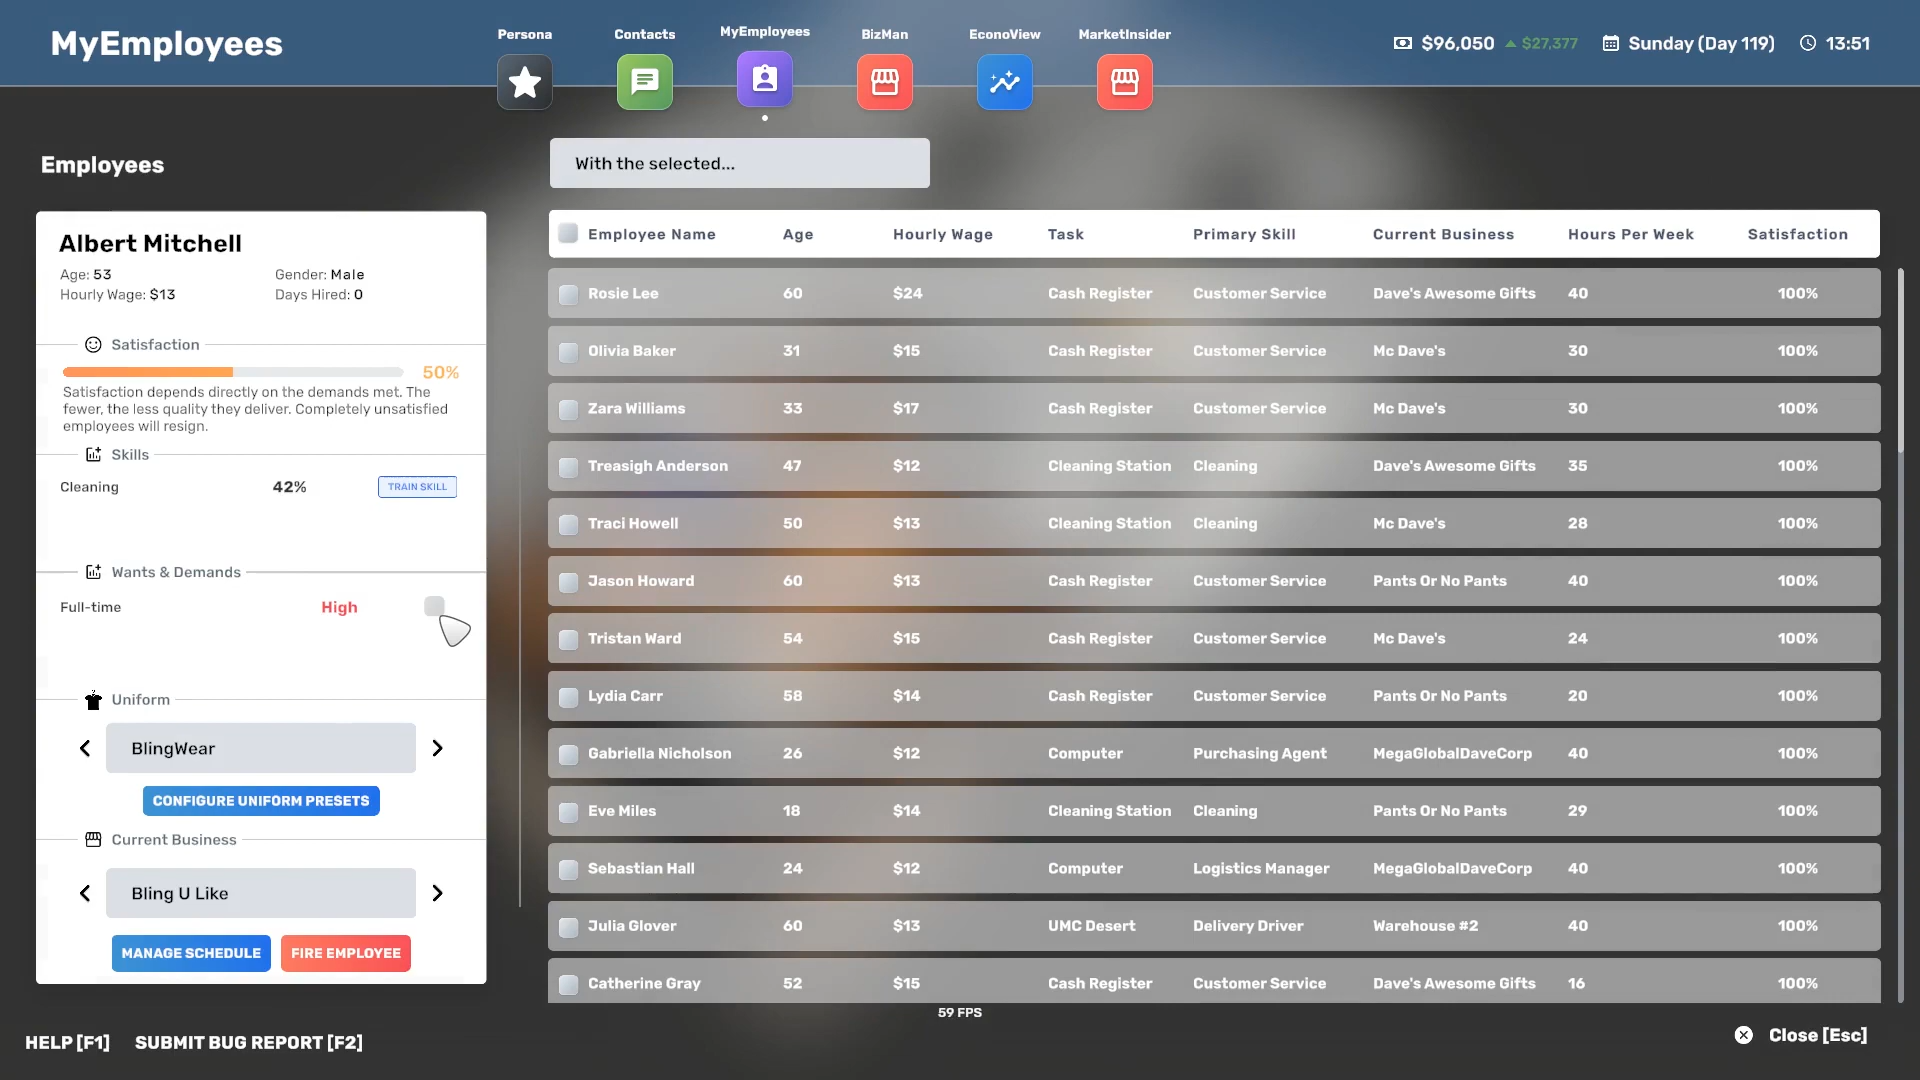 MyEmployees
Persona
Contacts
MyEmployees
BizMan
EconoView
MarketInsider
$96,050 $27,377 Sunday (Day 119) 13:51
Employees
With the selected...
Albert Mitchell
Age: 53 Gender: Male
Hourly Wage: $13 Days Hired: 0
Satisfaction
50%
Satisfaction depends directly on the demands met. The
fewer, the less quality they deliver. Completely unsatisfied
employees will resign.
Skills
Cleaning 42% TRAIN SKILL
Wants & Demands
Full-time High
Uniform
BlingWear
CONFIGURE UNIFORM PRESETS
Current Business
Bling U Like
MANAGE SCHEDULE FIRE EMPLOYEE
Employee Name Age Hourly Wage Task Primary Skill Current Business Hours Per Week Satisfaction
Rosie Lee 60 $24 Cash Register Customer Service Dave's Awesome Gifts 40 100%
Olivia Baker 31 $15 Cash Register Customer Service Mc Dave's 30 100%
Zara Williams 33 $17 Cash Register Customer Service Mc Dave's 30 100%
Treasigh Anderson 47 $12 Cleaning Station Cleaning Dave's Awesome Gifts 35 100%
Traci Howell 50 $13 Cleaning Station Cleaning Mc Dave's 28 100%
Jason Howard 60 $13 Cash Register Customer Service Pants Or No Pants 40 100%
Tristan Ward 54 $15 Cash Register Customer Service Mc Dave's 24 100%
Lydia Carr 58 $14 Cash Register Customer Service Pants Or No Pants 20 100%
Gabriella Nicholson 26 $12 Computer Purchasing Agent MegaGlobalDaveCorp 40 100%
Eve Miles 18 $14 Cleaning Station Cleaning Pants Or No Pants 29 100%
Sebastian Hall 24 $12 Computer Logistics Manager MegaGlobalDaveCorp 40 100%
Julia Glover 60 $13 UMC Desert Delivery Driver Warehouse #2 40 100%
Catherine Gray 52 $15 Cash Register Customer Service Dave's Awesome Gifts 16 100%
59 FPS
HELP [F1] SUBMIT BUG REPORT [F2]
Close [Esc]